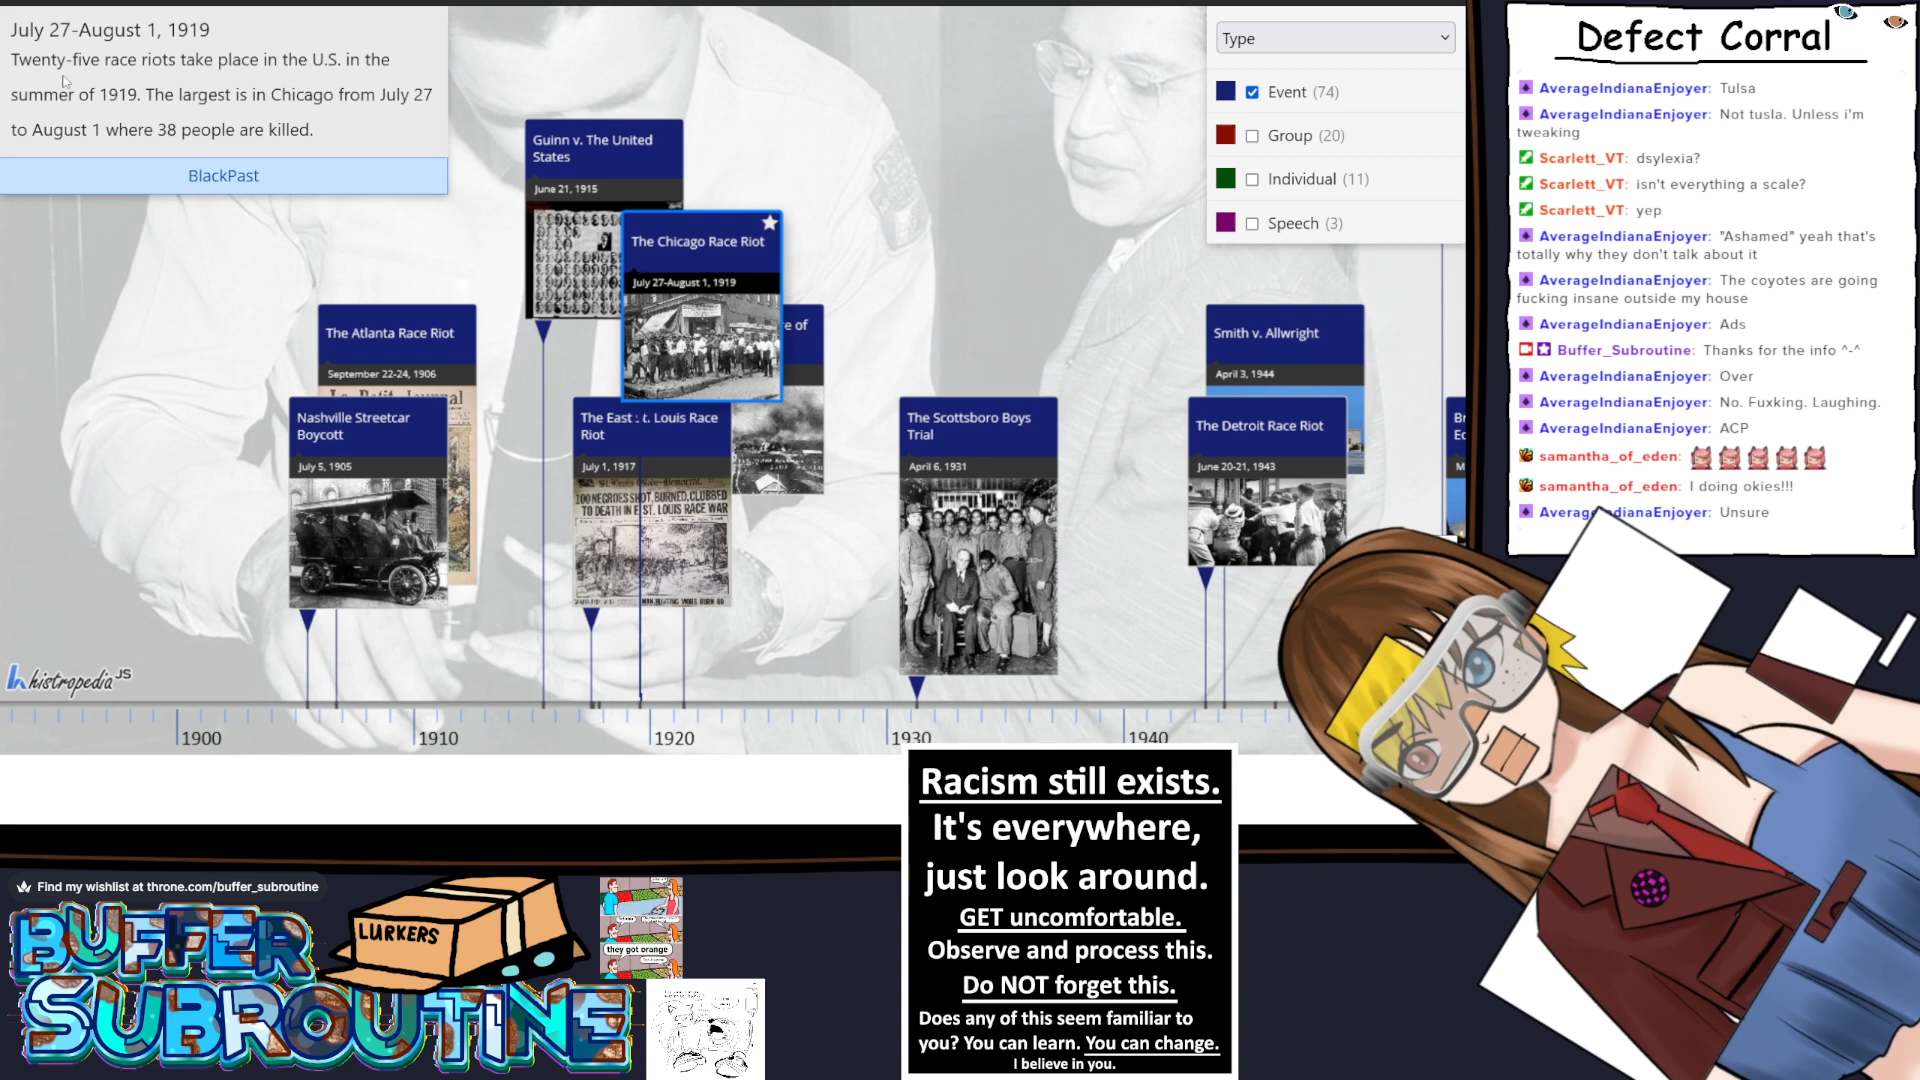 July 27-August 1, 1919
Twenty-five race riots take place in the U.S. in the
summer of 1919. The largest is in Chicago from July 27
to August 1 where 38 people are killed.
BlackPast
Type
Event (74)
Group (20)
Individual (11)
Speech (3)
Guinn v. The United
States
June 21, 1915
The Chicago Race Riot
July 27-August 1, 1919
re of
The Atlanta Race Riot
September 22-24, 1906
Nashville Streetcar
Boycott
July 5, 1905
The East t. Louis Race
Riot
July 1, 1917
100 NEGROES SHOT, BURNED, CLUBBED
TO DEATH IN E. ST. LOUIS RACE WAR
The Scottsboro Boys
Trial
April 6, 1931
Smith v. Allwright
April 3, 1944
The Detroit Race Riot
June 20-21, 1943
Br
Ec
M
histropedia JS
1900
1910
1920
1930
1940
Defect Corral
AverageIndianaEnjoyer: Tulsa
AverageIndianaEnjoyer: Not tusla. Unless i'm
tweaking
Scarlett_VT: dsylexia?
Scarlett_VT: isn't everything a scale?
Scarlett_VT: yep
AverageIndianaEnjoyer: "Ashamed" yeah that's
totally why they don't talk about it
AverageIndianaEnjoyer: The coyotes are going
fucking insane outside my house
AverageIndianaEnjoyer: Ads
Buffer_Subroutine: Thanks for the info ^-^
AverageIndianaEnjoyer: Over
AverageIndianaEnjoyer: No. Fuxking. Laughing.
AverageIndianaEnjoyer: ACP
samantha_of_eden:
samantha_of_eden: I doing okies!!!
AverageIndianaEnjoyer: Unsure
Racism still exists.
It's everywhere,
just look around.
GET uncomfortable.
Observe and process this.
Do NOT forget this.
Does any of this seem familiar to
you? You can learn. You can change.
I believe in you.
Find my wishlist at throne.com/buffer_subroutine
BUFFER
SUBROUTINE
LURKERS
they got orange